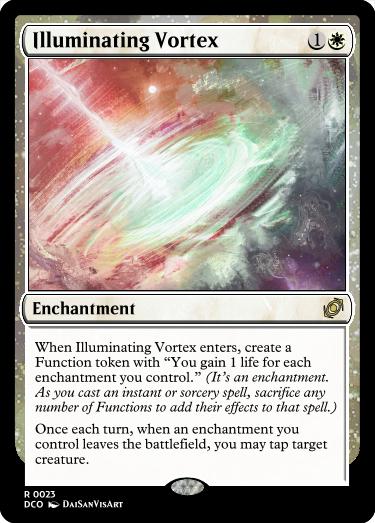 Illuminating Vortex 1
Enchantment
When Illuminating Vortex enters, create a
Function token with “You gain 1 life for each
enchantment you control.” (It’s an enchantment.
As you cast an instant or sorcery spell, sacrifice any
number of Functions to add their effects to that spell.)
Once each turn, when an enchantment you
control leaves the battlefield, you may tap target
creature.
R 0023
DCO DaiSanVisArt